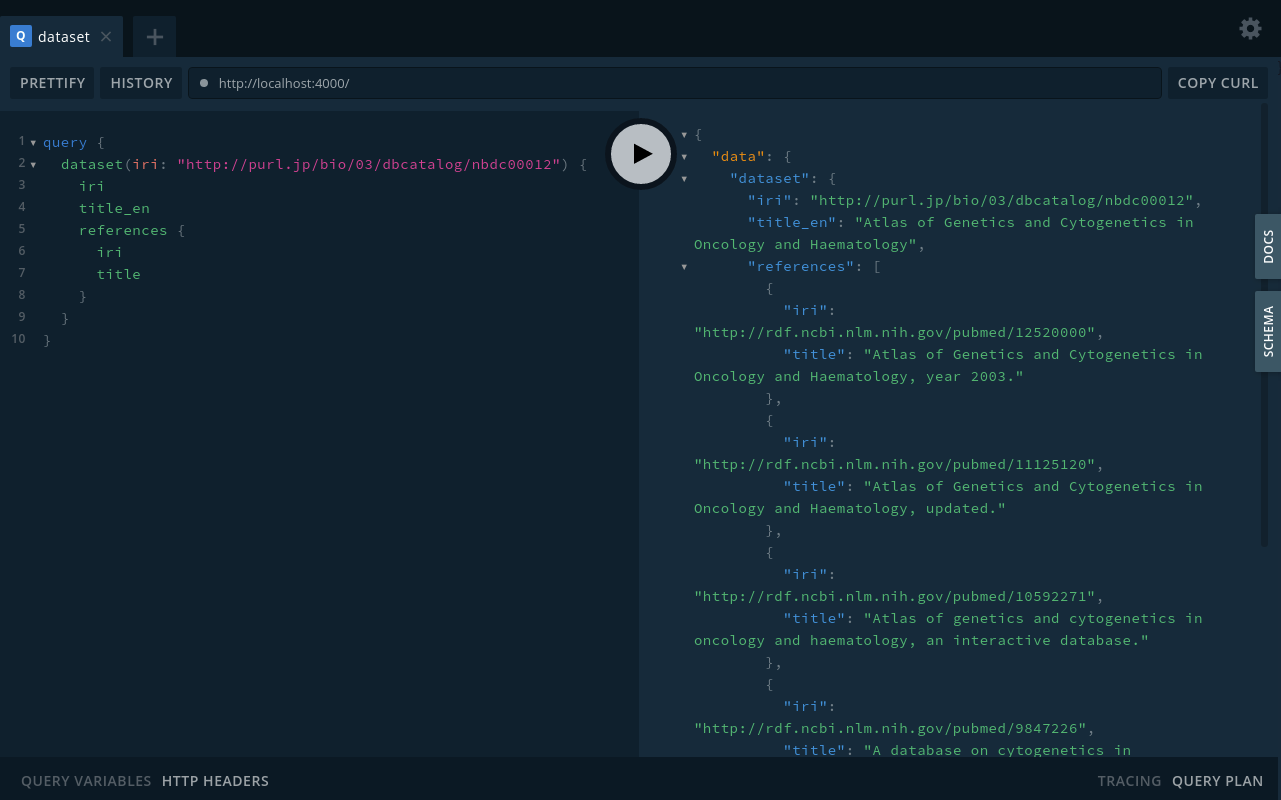 Q dataset ×
+
PRETTIFY HISTORY http://localhost:4000/ COPY CURL
1 query {
2 dataset(iri: "http://purl.jp/bio/03/dbcatalog/nbdc00012") {
3 iri
4 title_en
5 references {
6 iri
7 title
8 }
9 }
10 }
{
"data": {
"dataset": {
"iri": "http://purl.jp/bio/03/dbcatalog/nbdc00012",
"title_en": "Atlas of Genetics and Cytogenetics in
Oncology and Haematology",
"references": [
{
"iri":
"http://rdf.ncbi.nlm.nih.gov/pubmed/12520000",
"title": "Atlas of Genetics and Cytogenetics in
Oncology and Haematology, year 2003."
},
{
"iri":
"http://rdf.ncbi.nlm.nih.gov/pubmed/11125120",
"title": "Atlas of Genetics and Cytogenetics in
Oncology and Haematology, updated."
},
{
"iri":
"http://rdf.ncbi.nlm.nih.gov/pubmed/10592271",
"title": "Atlas of genetics and cytogenetics in
oncology and haematology, an interactive database."
},
{
"iri":
"http://rdf.ncbi.nlm.nih.gov/pubmed/9847226",
"title": "A database on cytogenetics in
DOCS
SCHEMA
QUERY VARIABLES HTTP HEADERS
TRACING QUERY PLAN